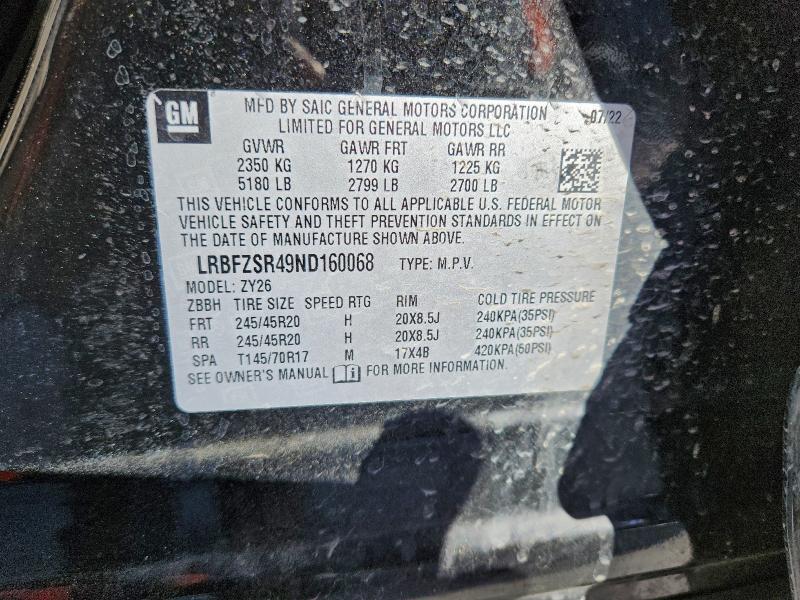 GM
MFD BY SAIC GENERAL MOTORS CORPORATION 07/22
LIMITED FOR GENERAL MOTORS LLC
GVWR GAWR FRT GAWR RR
2350 KG 1270 KG 1225 KG
5180 LB 2799 LB 2700 LB
THIS VEHICLE CONFORMS TO ALL APPLICABLE U.S. FEDERAL MOTOR
VEHICLE SAFETY AND THEFT PREVENTION STANDARDS IN EFFECT ON
THE DATE OF MANUFACTURE SHOWN ABOVE.
LRBFZSR49ND160068 TYPE: M.P.V.
MODEL: ZY26
ZBBH TIRE SIZE SPEED RTG RIM COLD TIRE PRESSURE
FRT 245/45R20 H 20X8.5J 240KPA(35PSI)
RR 245/45R20 H 20X8.5J 240KPA(35PSI)
SPA T145/70R17 M 17X4B 420KPA(60PSI)
SEE OWNER'S MANUAL FOR MORE INFORMATION.